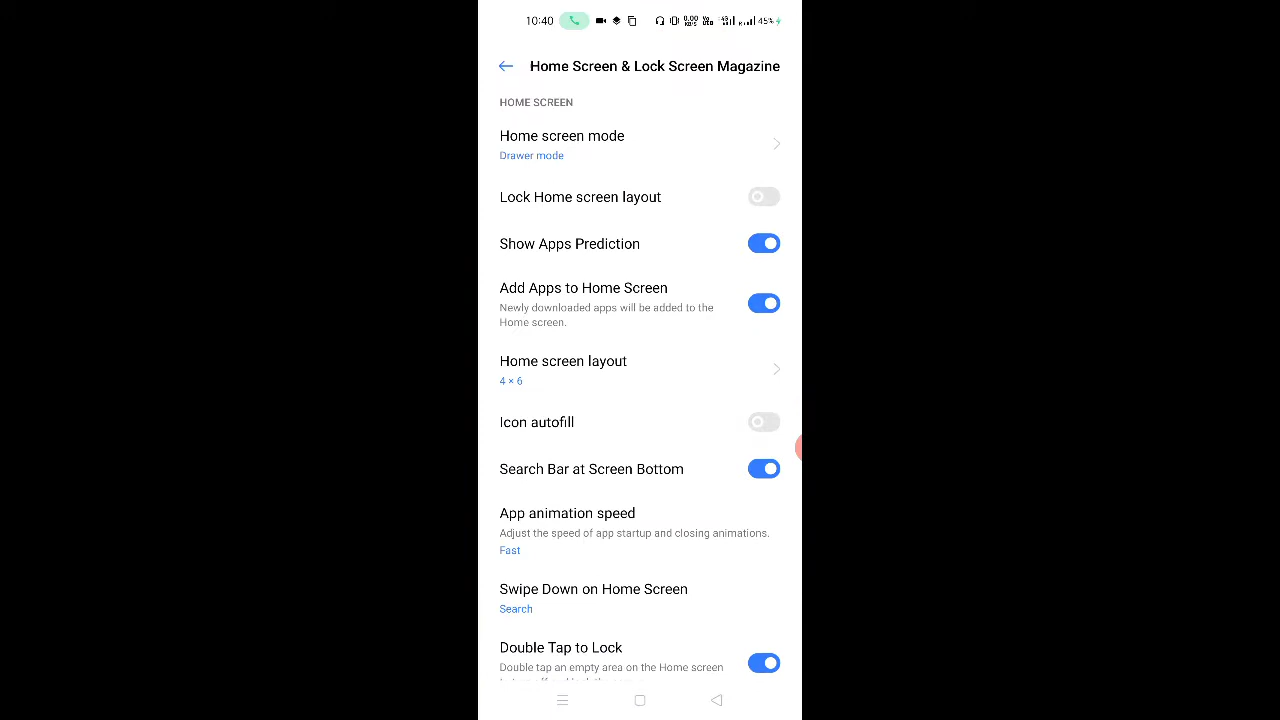 10:40
0.00 KB/S
45%
Home Screen & Lock Screen Magazine
HOME SCREEN
Home screen mode
Drawer mode
Lock Home screen layout
Show Apps Prediction
Add Apps to Home Screen
Newly downloaded apps will be added to the
Home screen.
Home screen layout
4 × 6
Icon autofill
Search Bar at Screen Bottom
App animation speed
Adjust the speed of app startup and closing animations.
Fast
Swipe Down on Home Screen
Search
Double Tap to Lock
Double tap an empty area on the Home screen